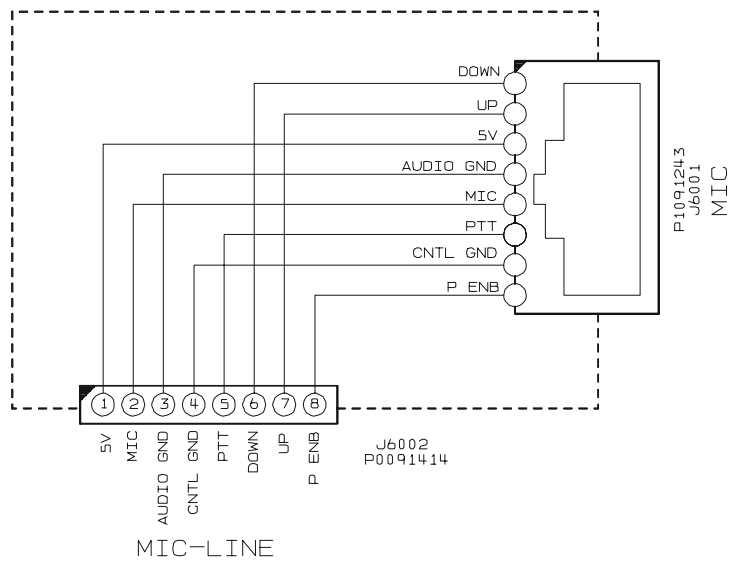 DOWN
UP
5V
AUDIO GND
MIC
PTT
CNTL GND
P ENB
P1091243
J6001
MIC
1 2 3 4 5 6 7 8
5V
MIC
AUDIO GND
CNTL GND
PTT
DOWN
UP
P ENB
J6002
P0091414
MIC-LINE